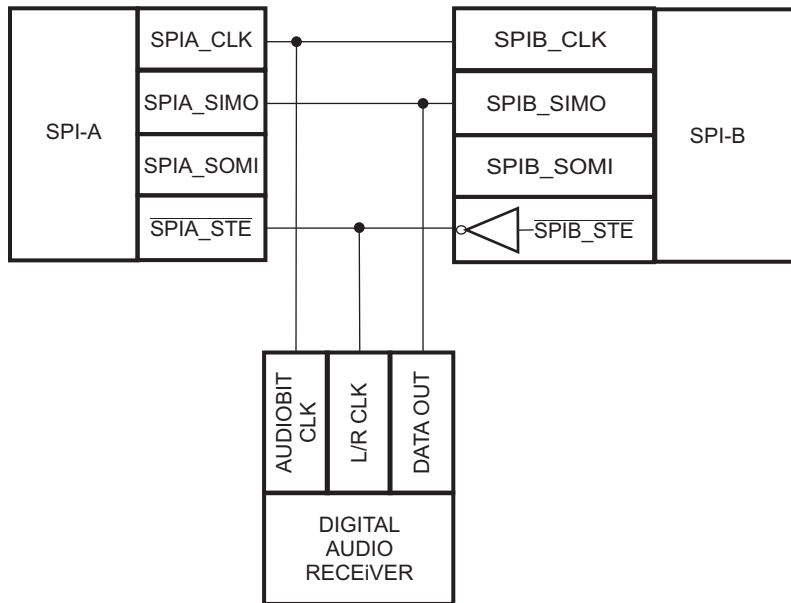 SPI-A
SPIA_CLK
SPIA_SIMO
SPIA_SOMI
SPIA_STE
SPIB_CLK
SPIB_SIMO
SPIB_SOMI
SPIB_STE
SPI-B
AUDIOBIT
CLK
L/R CLK
DATA OUT
DIGITAL
AUDIO
RECEiVER